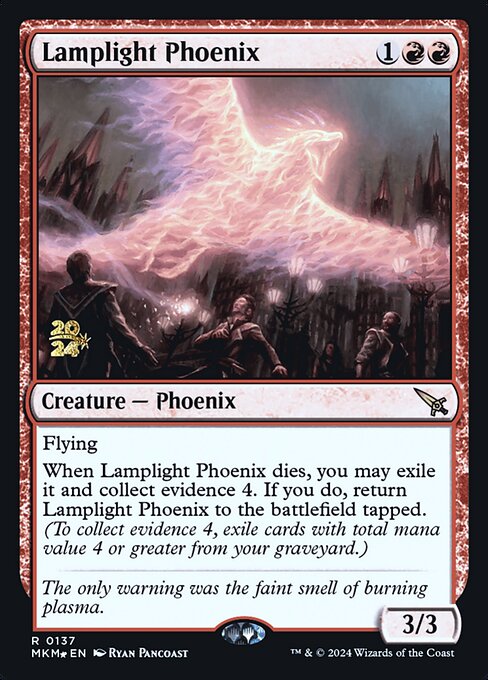 Lamplight Phoenix 1
2024
Creature — Phoenix
Flying
When Lamplight Phoenix dies, you may exile
it and collect evidence 4. If you do, return
Lamplight Phoenix to the battlefield tapped.
(To collect evidence 4, exile cards with total mana
value 4 or greater from your graveyard.)
The only warning was the faint smell of burning
plasma.
3/3
R 0137
MKM★EN Ryan Pancoast ™ & © 2024 Wizards of the Coast